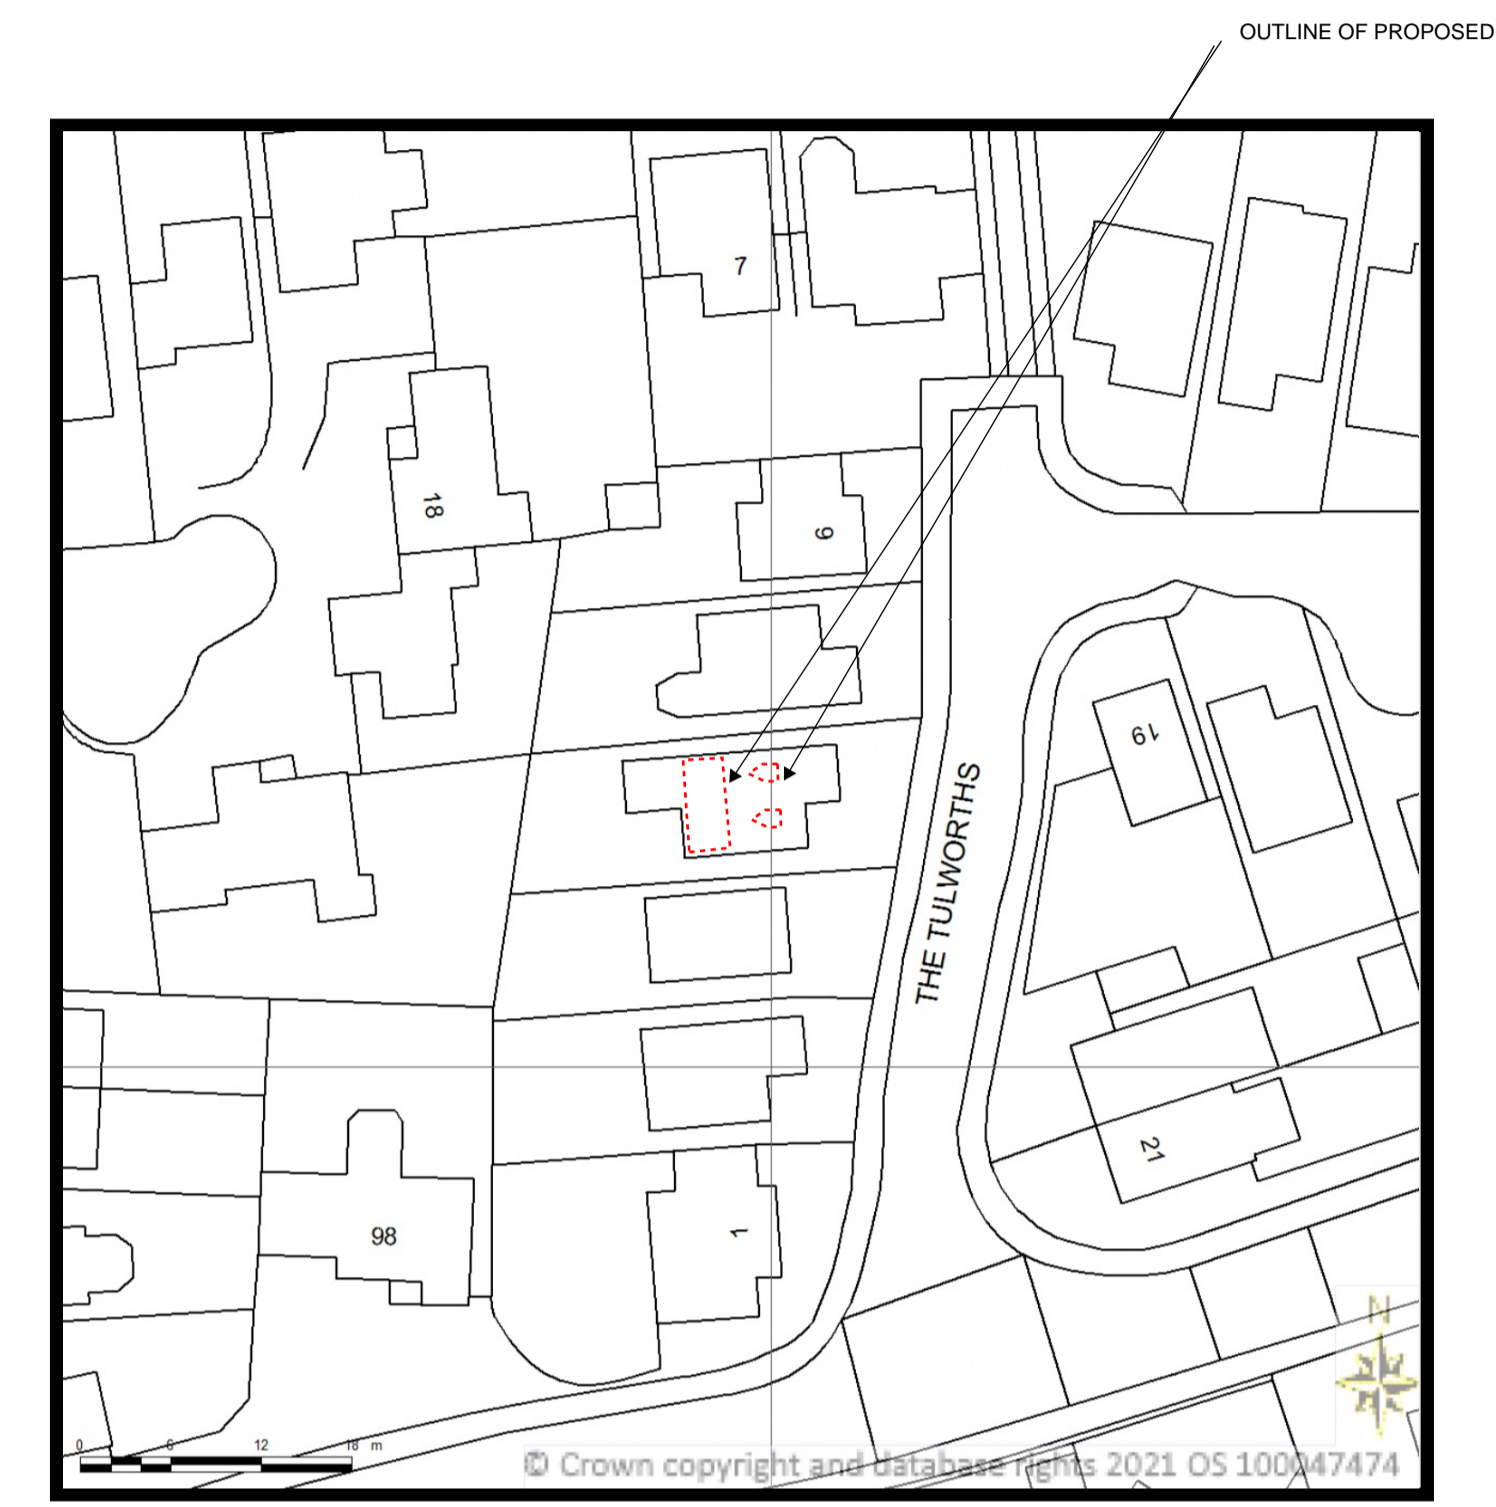 OUTLINE OF PROPOSED
7
18
6
19
THE TULWORTHS
21
98
1
N
0 6 12 18 m
© Crown copyright and database rights 2021 OS 100047474